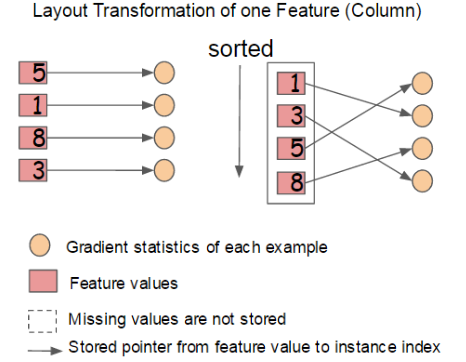 Layout Transformation of one Feature (Column)
sorted
5
1
8
3
1
3
5
8
Gradient statistics of each example
Feature values
Missing values are not stored
Stored pointer from feature value to instance index